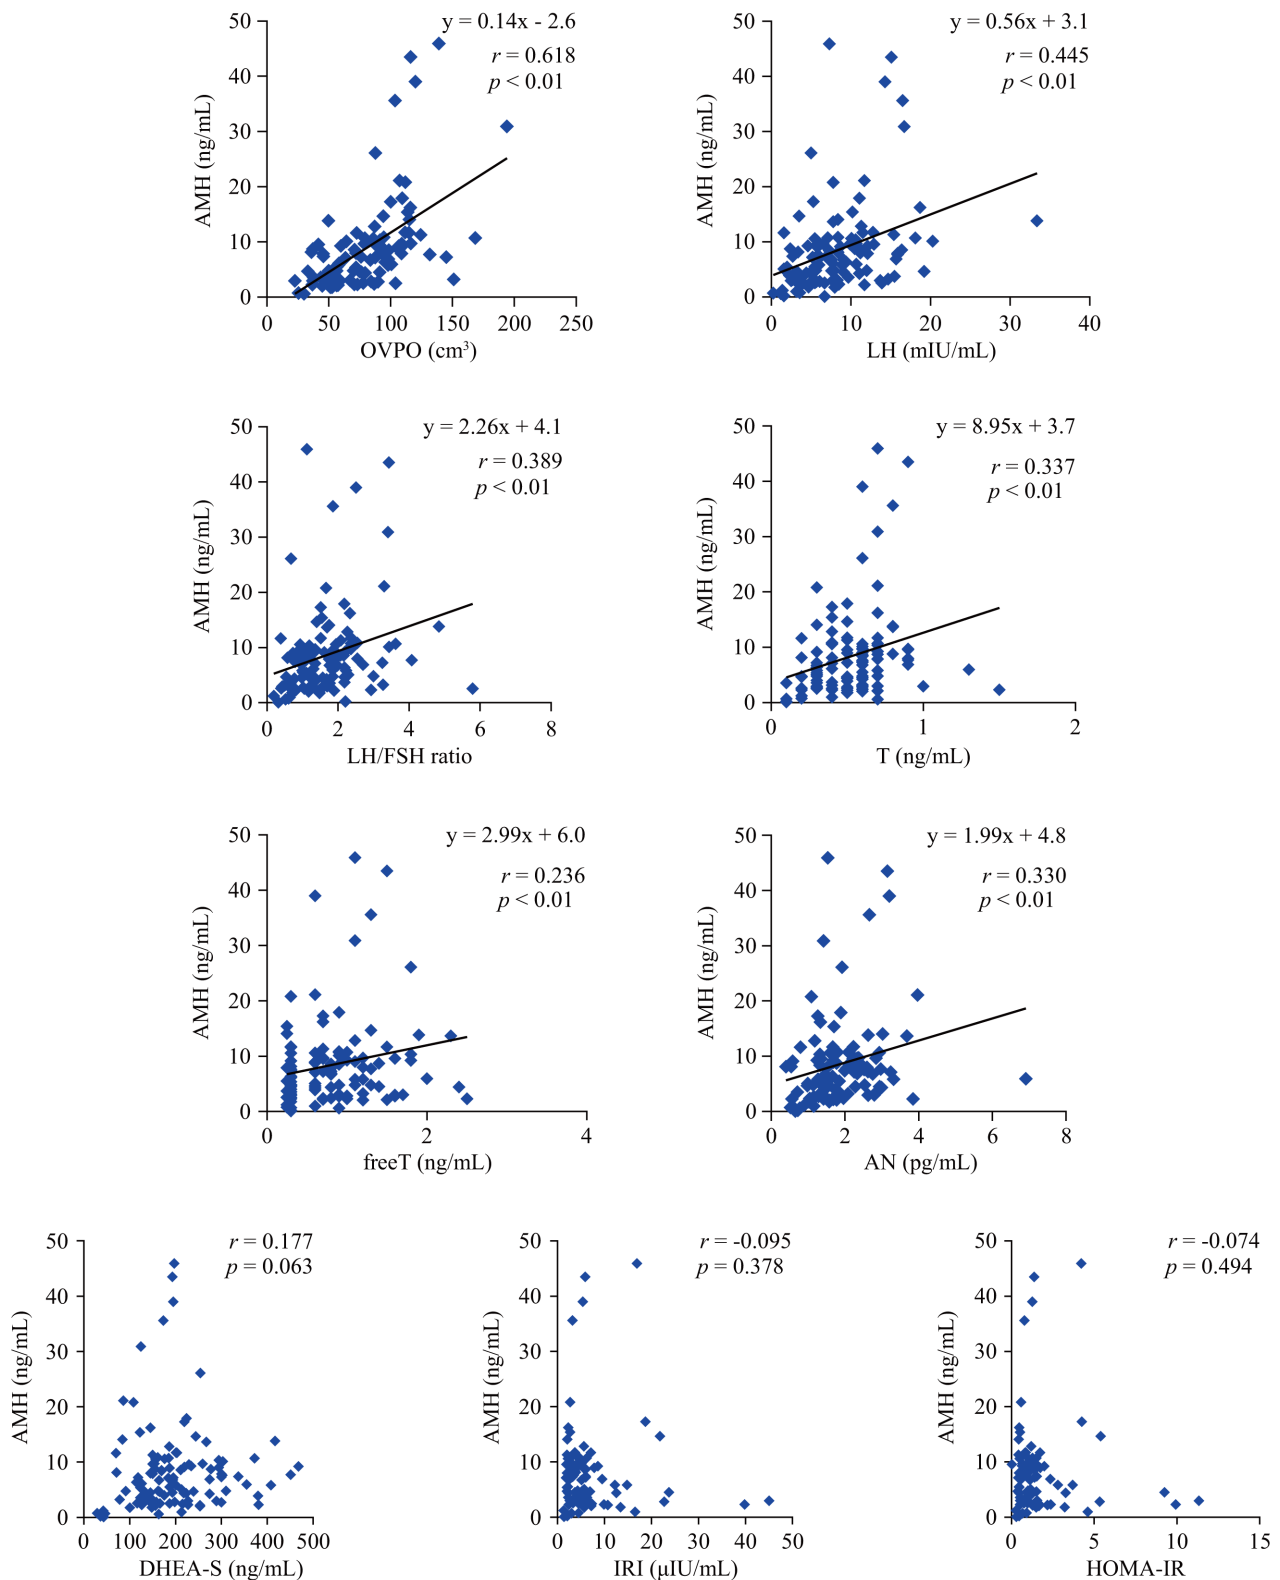 y = 0.14x - 2.6
r = 0.618
p < 0.01
AMH (ng/mL)
50
40
30
20
10
0
0 50 100 150 200 250
OVPO (cm³)
y = 0.56x + 3.1
r = 0.445
p < 0.01
AMH (ng/mL)
50
40
30
20
10
0
0 10 20 30 40
LH (mIU/mL)
y = 2.26x + 4.1
r = 0.389
p < 0.01
AMH (ng/mL)
50
40
30
20
10
0
0 2 4 6 8
LH/FSH ratio
y = 8.95x + 3.7
r = 0.337
p < 0.01
AMH (ng/mL)
50
40
30
20
10
0
0 1 2
T (ng/mL)
y = 2.99x + 6.0
r = 0.236
p < 0.01
AMH (ng/mL)
50
40
30
20
10
0
0 2 4
freeT (ng/mL)
y = 1.99x + 4.8
r = 0.330
p < 0.01
AMH (ng/mL)
50
40
30
20
10
0
0 2 4 6 8
AN (pg/mL)
r = 0.177
p = 0.063
AMH (ng/mL)
50
40
30
20
10
0
0 100 200 300 400 500
DHEA-S (ng/mL)
r = -0.095
p = 0.378
AMH (ng/mL)
50
40
30
20
10
0
0 10 20 30 40 50
IRI (μIU/mL)
r = -0.074
p = 0.494
AMH (ng/mL)
50
40
30
20
10
0
0 5 10 15
HOMA-IR